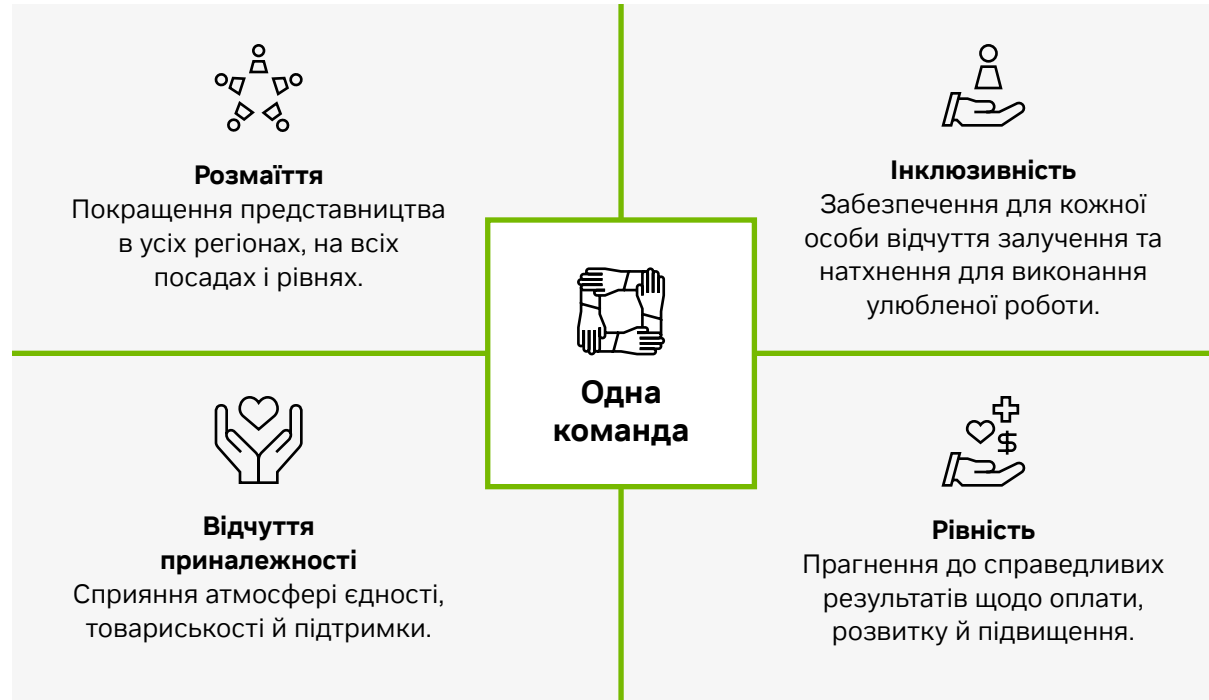 Розмаїття
Покращення представництва
в усіх регіонах, на всіх
посадах і рівнях.
Інклюзивність
Забезпечення для кожної
особи відчуття залучення та
натхнення для виконання
улюбленої роботи.
Одна
команда
Відчуття
приналежності
Сприяння атмосфері єдності,
товариськості й підтримки.
Рівність
Прагнення до справедливих
результатів щодо оплати,
розвитку й підвищення.